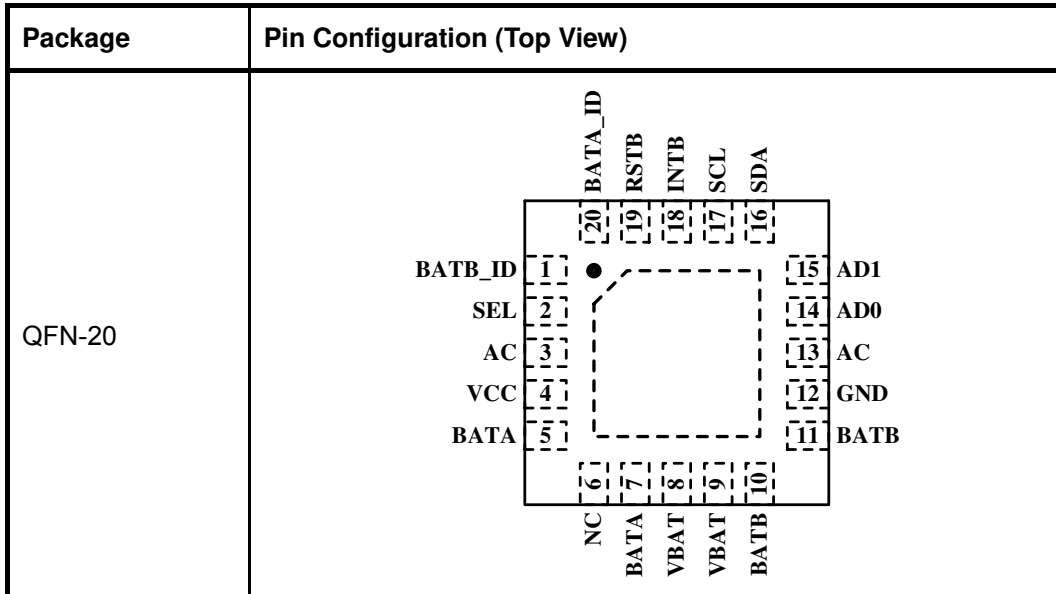 Package
Pin Configuration (Top View)
QFN-20
BATA_ID
RSTB
INTB
SCL
SDA
20 19 18 17 16
BATB_ID 1
SEL 2
AC 3
VCC 4
BATA 5
15 AD1
14 AD0
13 AC
12 GND
11 BATB
6 7 8 9 10
NC
BATA
VBAT
VBAT
BATB